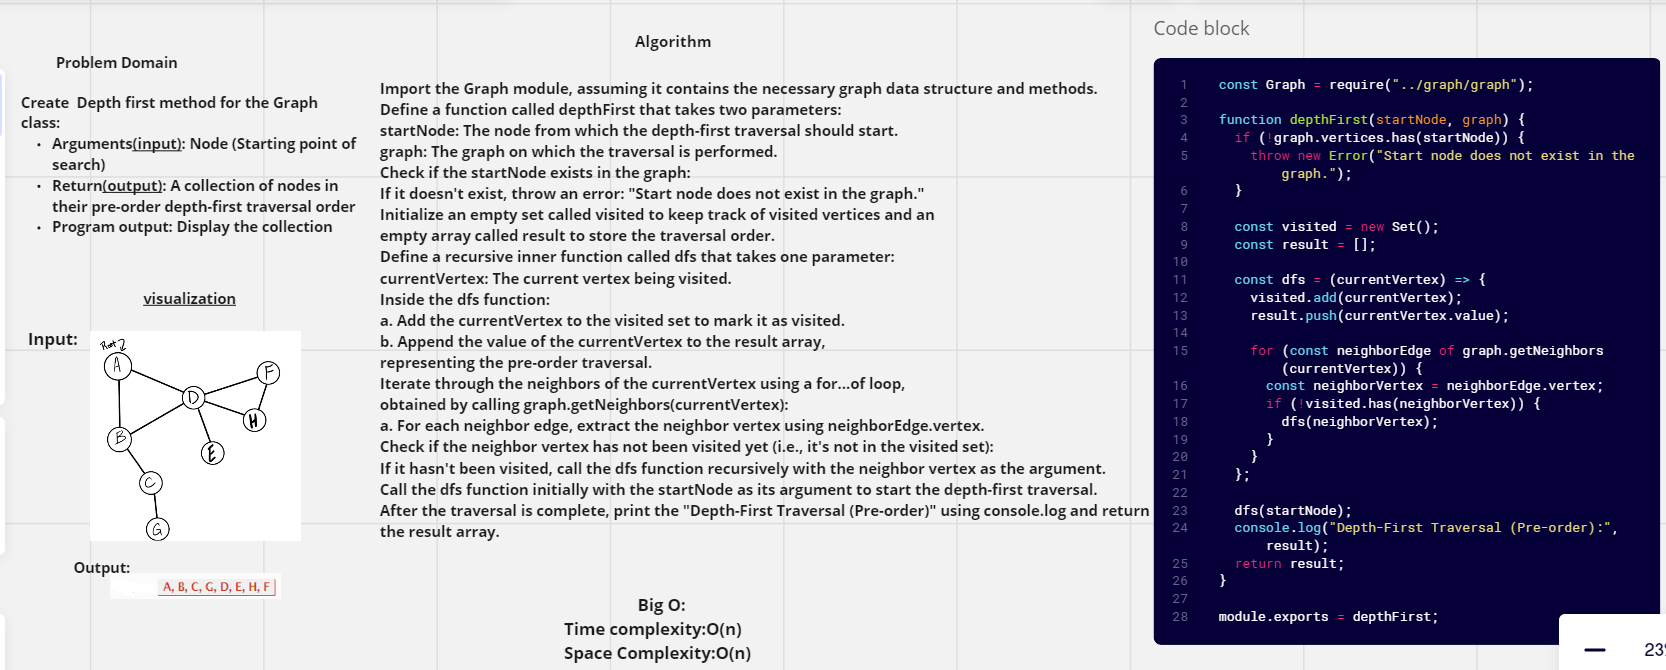 Problem Domain
Create Depth first method for the Graph
class:
• Arguments(input): Node (Starting point of
search)
• Return(output): A collection of nodes in
their pre-order depth-first traversal order
• Program output: Display the collection
visualization
Input:
Root
A
F
D
H
B
E
C
G
Output:
A, B, C, G, D, E, H, F
Algorithm
Import the Graph module, assuming it contains the necessary graph data structure and methods.
Define a function called depthFirst that takes two parameters:
startNode: The node from which the depth-first traversal should start.
graph: The graph on which the traversal is performed.
Check if the startNode exists in the graph:
If it doesn't exist, throw an error: "Start node does not exist in the graph."
Initialize an empty set called visited to keep track of visited vertices and an
empty array called result to store the traversal order.
Define a recursive inner function called dfs that takes one parameter:
currentVertex: The current vertex being visited.
Inside the dfs function:
a. Add the currentVertex to the visited set to mark it as visited.
b. Append the value of the currentVertex to the result array,
representing the pre-order traversal.
Iterate through the neighbors of the currentVertex using a for...of loop,
obtained by calling graph.getNeighbors(currentVertex):
a. For each neighbor edge, extract the neighbor vertex using neighborEdge.vertex.
Check if the neighbor vertex has not been visited yet (i.e., it's not in the visited set):
If it hasn't been visited, call the dfs function recursively with the neighbor vertex as the argument.
Call the dfs function initially with the startNode as its argument to start the depth-first traversal.
After the traversal is complete, print the "Depth-First Traversal (Pre-order)" using console.log and return
the result array.
Big O:
Time complexity:O(n)
Space Complexity:O(n)
Code block
1 const Graph = require("../graph/graph");
2
3 function depthFirst(startNode, graph) {
4 if (!graph.vertices.has(startNode)) {
5 throw new Error("Start node does not exist in the
graph.");
6 }
7
8 const visited = new Set();
9 const result = [];
10
11 const dfs = (currentVertex) => {
12 visited.add(currentVertex);
13 result.push(currentVertex.value);
14
15 for (const neighborEdge of graph.getNeighbors
(currentVertex)) {
16 const neighborVertex = neighborEdge.vertex;
17 if (!visited.has(neighborVertex)) {
18 dfs(neighborVertex);
19 }
20 }
21 };
22
23 dfs(startNode);
24 console.log("Depth-First Traversal (Pre-order):",
result);
25 return result;
26 }
27
28 module.exports = depthFirst;